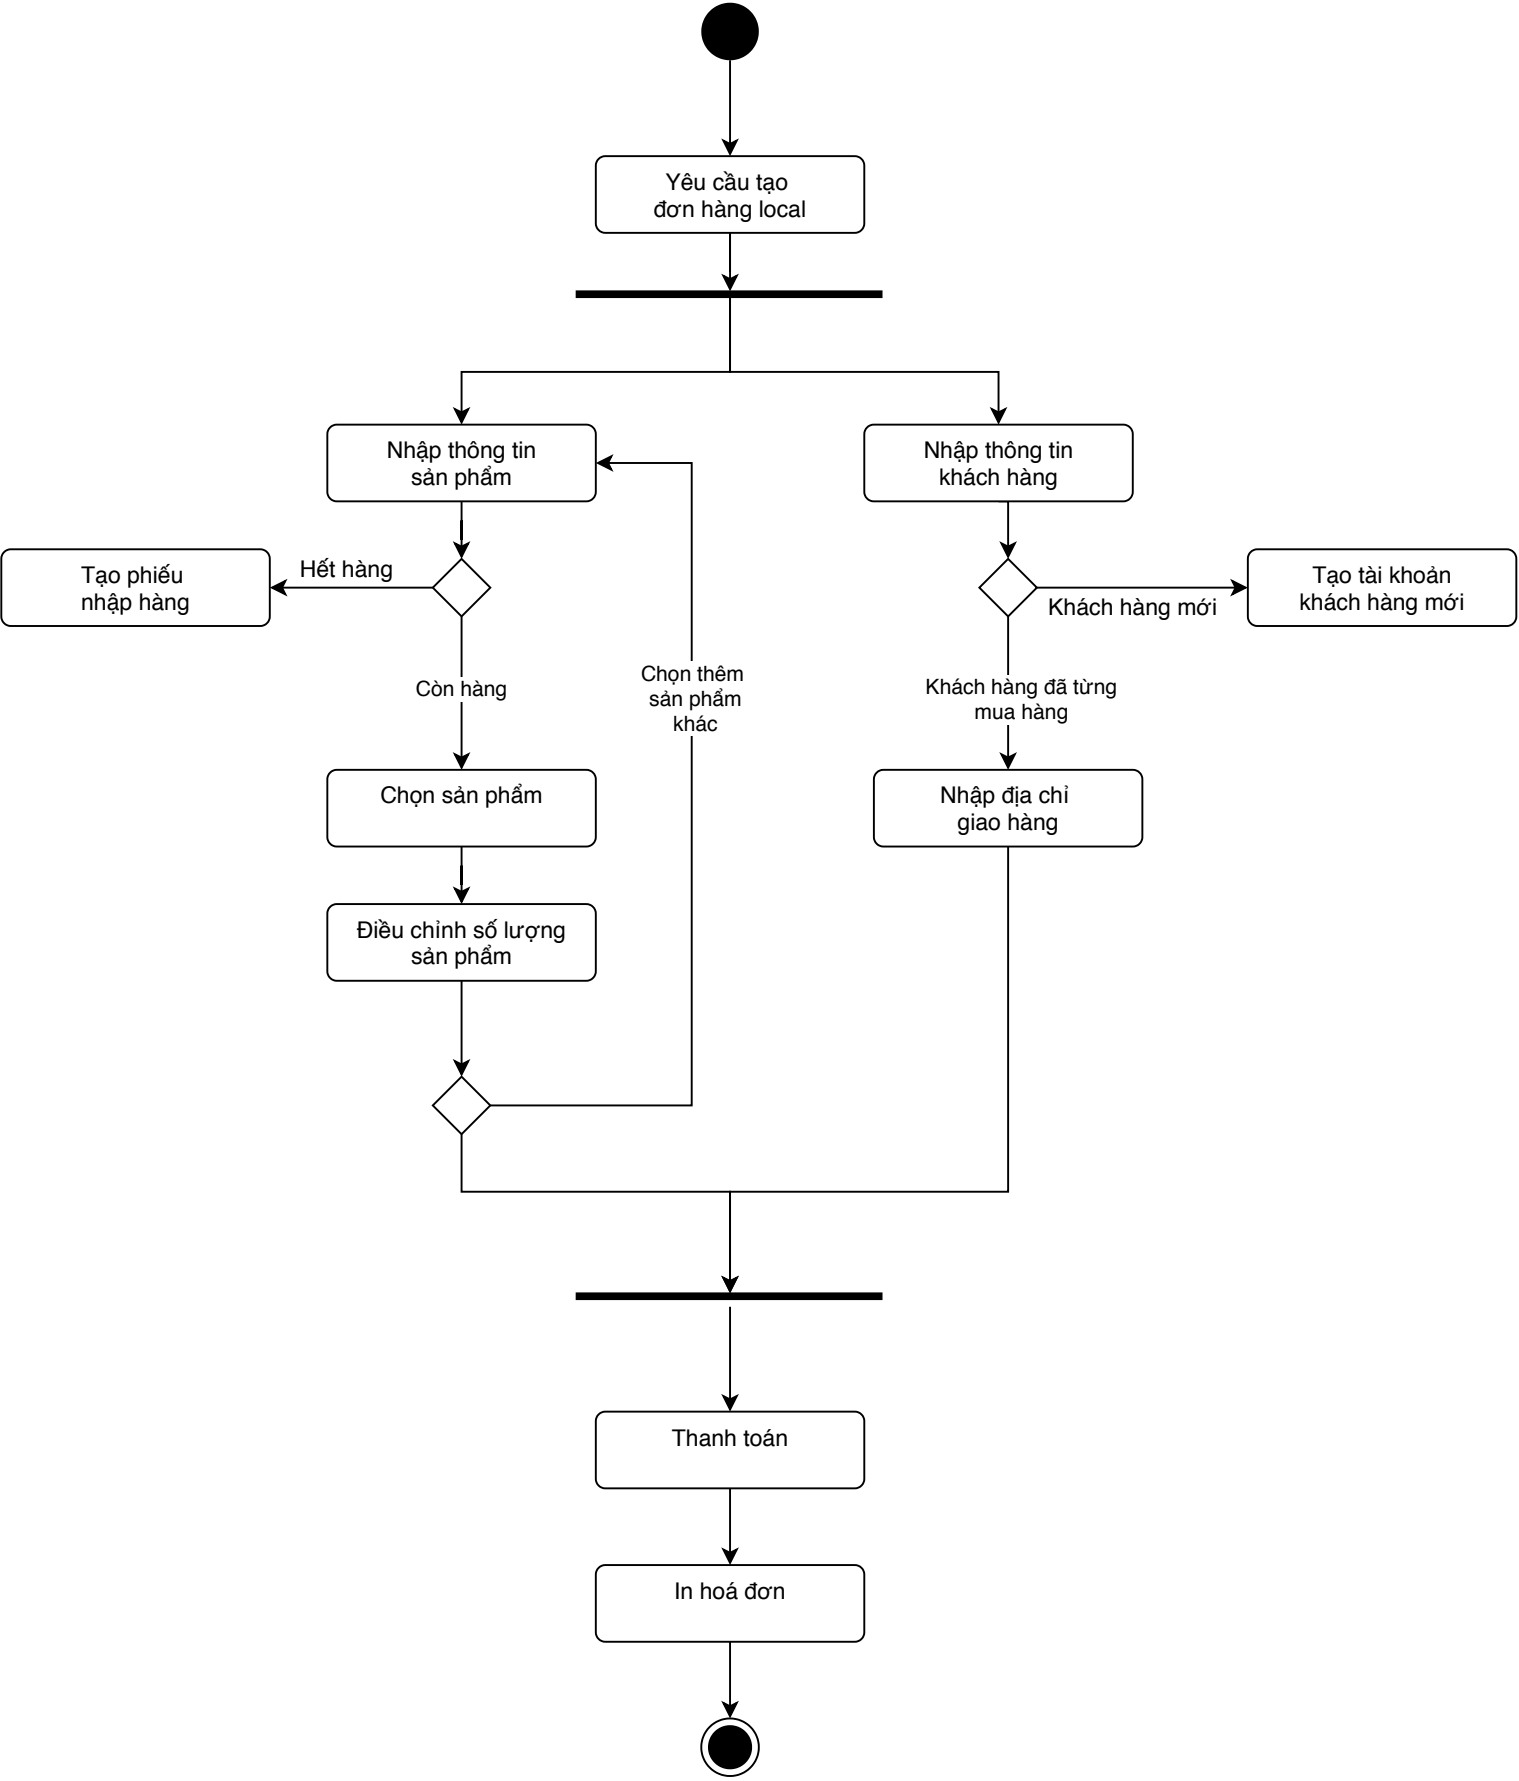 Yêu cầu tạo
đơn hàng local
Nhập thông tin
sản phẩm
Nhập thông tin
khách hàng
Hết hàng
Tạo phiếu
nhập hàng
Khách hàng mới
Tạo tài khoản
khách hàng mới
Còn hàng
Chọn thêm
sản phẩm
khác
Khách hàng đã từng
mua hàng
Chọn sản phẩm
Nhập địa chỉ
giao hàng
Điều chỉnh số lượng
sản phẩm
Thanh toán
In hoá đơn